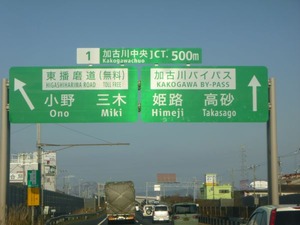 1 加古川中央JCT. 500m
Kakogawachuo
東播磨道(無料)
HIGASHIHARIMA ROAD TOLL FREE
小野 三木
Ono Miki
加古川バイパス
KAKOGAWA BY-PASS
姫路 高砂
Himeji Takasago